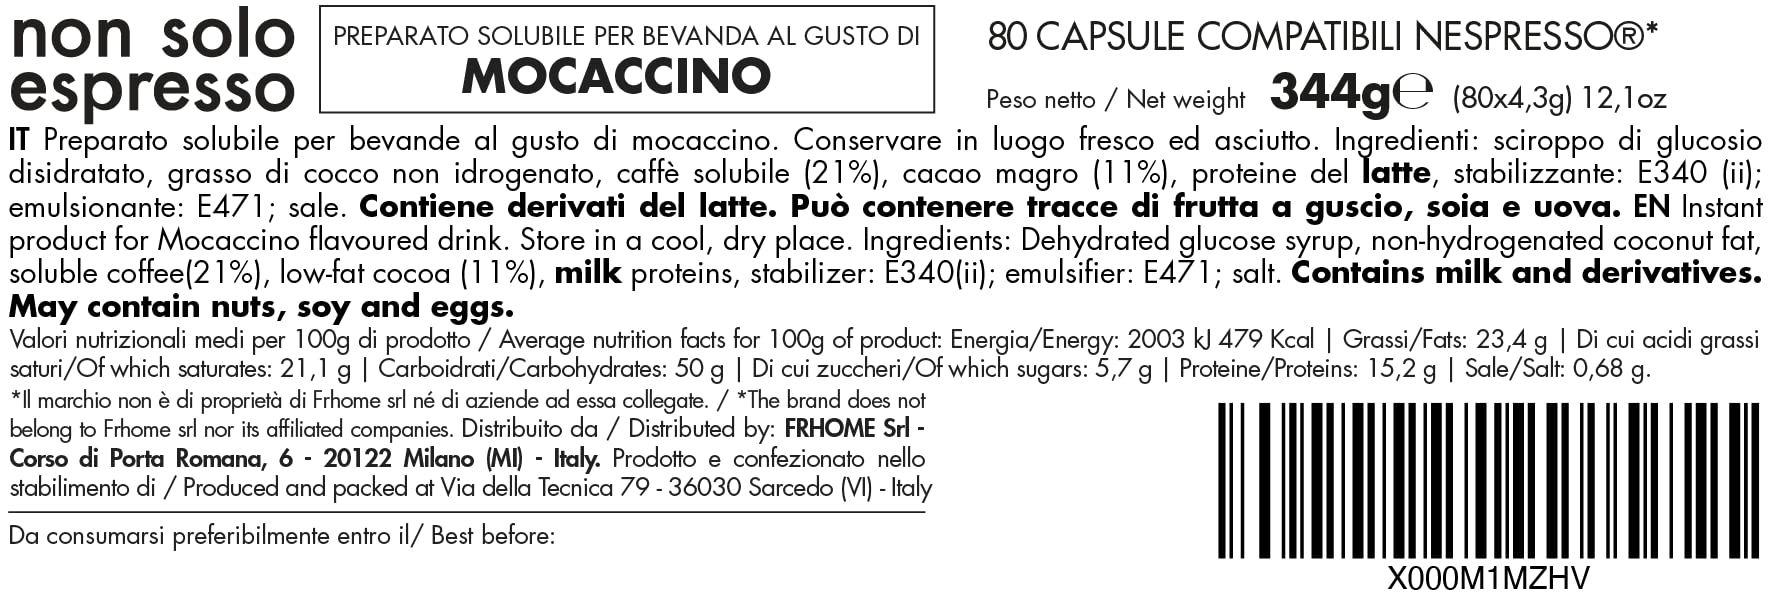 non solo
espresso
PREPARATO SOLUBILE PER BEVANDA AL GUSTO DI
MOCACCINO
80 CAPSULE COMPATIBILI NESPRESSO®*
Peso netto / Net weight 344g℮ (80x4,3g) 12,1oz
IT Preparato solubile per bevande al gusto di mocaccino. Conservare in luogo fresco ed asciutto. Ingredienti: sciroppo di glucosio
disidratato, grasso di cocco non idrogenato, caffè solubile (21%), cacao magro (11%), proteine del latte, stabilizzante: E340 (ii);
emulsionante: E471; sale. Contiene derivati del latte. Può contenere tracce di frutta a guscio, soia e uova. EN Instant
product for Mocaccino flavoured drink. Store in a cool, dry place. Ingredients: Dehydrated glucose syrup, non-hydrogenated coconut fat,
soluble coffee(21%), low-fat cocoa (11%), milk proteins, stabilizer: E340(ii); emulsifier: E471; salt. Contains milk and derivatives.
May contain nuts, soy and eggs.
Valori nutrizionali medi per 100g di prodotto / Average nutrition facts for 100g of product: Energia/Energy: 2003 kJ 479 Kcal | Grassi/Fats: 23,4 g | Di cui acidi grassi
saturi/Of which saturates: 21,1 g | Carboidrati/Carbohydrates: 50 g | Di cui zuccheri/Of which sugars: 5,7 g | Proteine/Proteins: 15,2 g | Sale/Salt: 0,68 g.
*Il marchio non è di proprietà di Frhome srl né di aziende ad essa collegate. / *The brand does not
belong to Frhome srl nor its affiliated companies. Distribuito da / Distributed by: FRHOME Srl -
Corso di Porta Romana, 6 - 20122 Milano (MI) - Italy. Prodotto e confezionato nello
stabilimento di / Produced and packed at Via della Tecnica 79 - 36030 Sarcedo (VI) - Italy
Da consumarsi preferibilmente entro il/ Best before:
X000M1MZHV